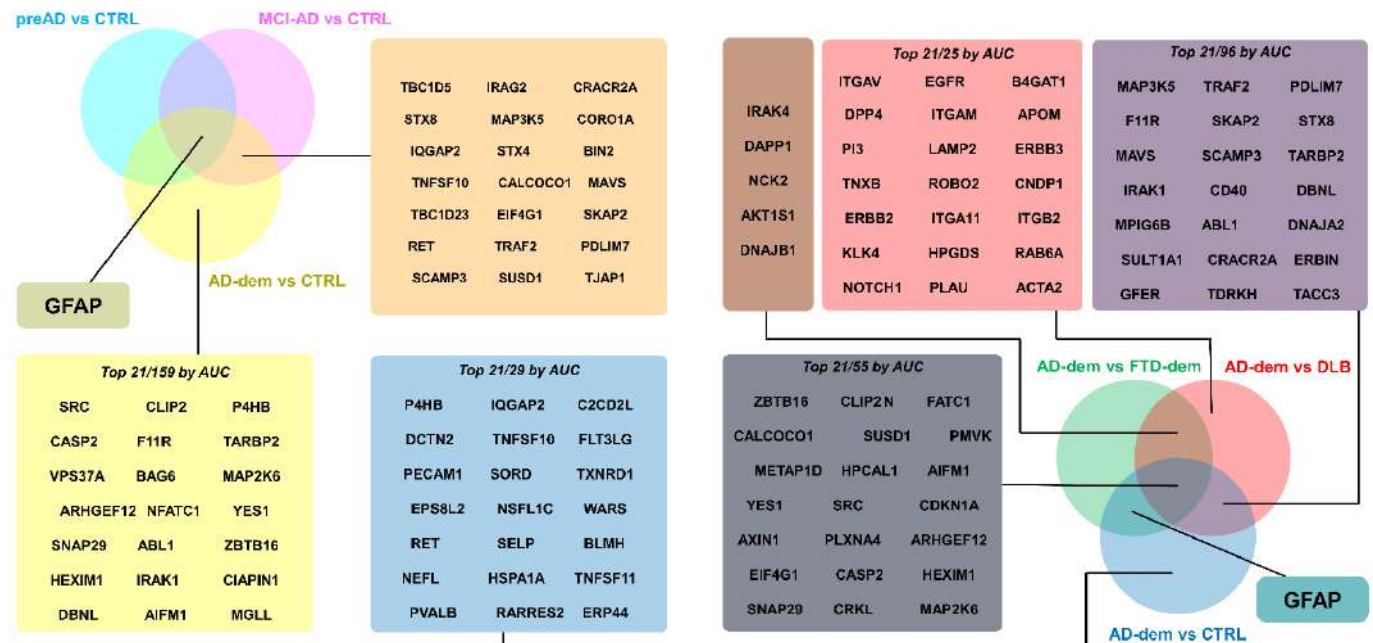 preAD vs CTRL
MCI-AD vs CTRL
AD-dem vs CTRL
GFAP
TBC1D5 IRAG2 CRACR2A
STX8 MAP3K5 CORO1A
IQGAP2 STX4 BIN2
TNFSF10 CALCOCO1 MAVS
TBC1D23 EIF4G1 SKAP2
RET TRAF2 PDLIM7
SCAMP3 SUSD1 TJAP1
Top 21/159 by AUC
SRC CLIP2 P4HB
CASP2 F11R TARBP2
VPS37A BAG6 MAP2K6
ARHGEF12 NFATC1 YES1
SNAP29 ABL1 ZBTB16
HEXIM1 IRAK1 CIAPIN1
DBNL AIFM1 MGLL
Top 21/29 by AUC
P4HB IQGAP2 C2CD2L
DCTN2 TNFSF10 FLT3LG
PECAM1 SORD TXNRD1
EPS8L2 NSFL1C WARS
RET SELP BLMH
NEFL HSPA1A TNFSF11
PVALB RARRES2 ERP44
IRAK4
DAPP1
NCK2
AKT1S1
DNAJB1
Top 21/25 by AUC
ITGAV EGFR B4GAT1
DPP4 ITGAM APOM
PI3 LAMP2 ERBB3
TNXB ROBO2 CNDP1
ERBB2 ITGA11 ITGB2
KLK4 HPGDS RAB6A
NOTCH1 PLAU ACTA2
Top 21/96 by AUC
MAP3K5 TRAF2 PDLIM7
F11R SKAP2 STX8
MAVS SCAMP3 TARBP2
IRAK1 CD40 DBNL
MPIG6B ABL1 DNAJA2
SULT1A1 CRACR2A ERBIN
GFER TDRKH TACC3
Top 21/55 by AUC
ZBTB16 CLIP2 N FATC1
CALCOCO1 SUSD1 PMVK
METAP1D HPCAL1 AIFM1
YES1 SRC CDKN1A
AXIN1 PLXNA4 ARHGEF12
EIF4G1 CASP2 HEXIM1
SNAP29 CRKL MAP2K6
AD-dem vs FTD-dem
AD-dem vs DLB
GFAP
AD-dem vs CTRL